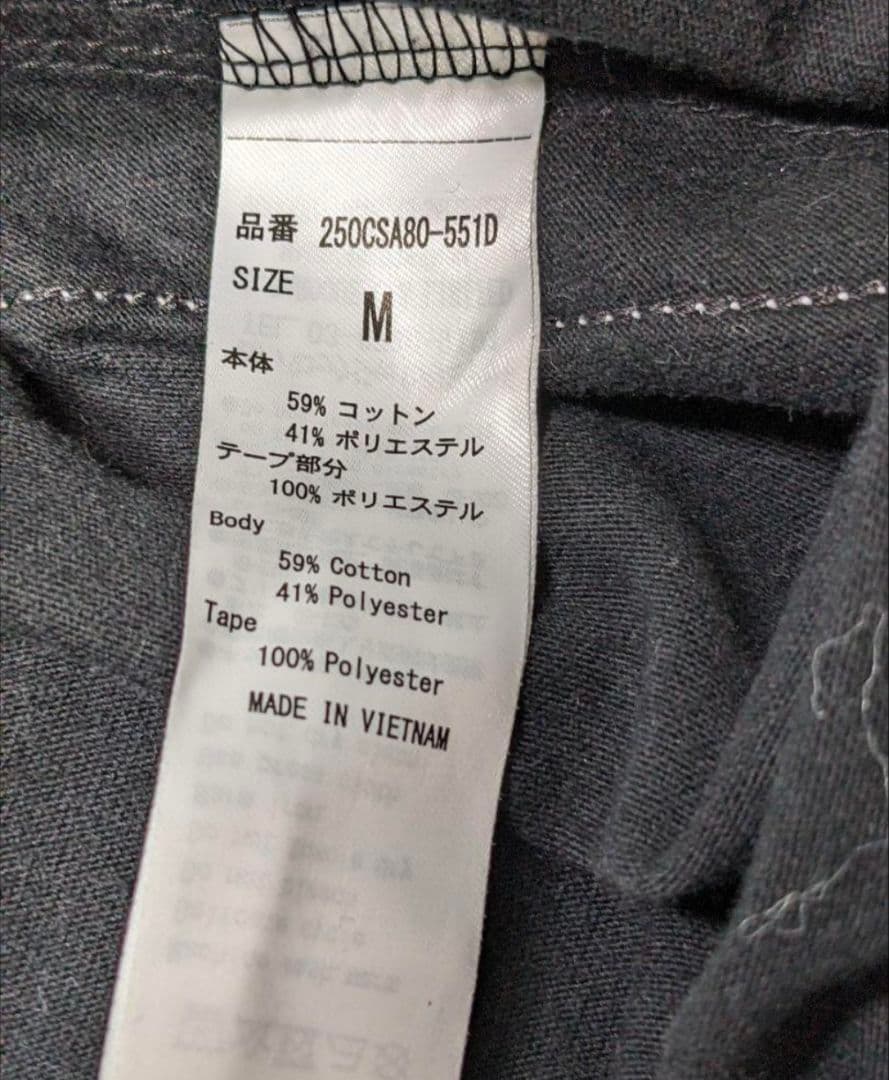 品番 250CSA80-551D
SIZE
M
本体
59% コットン
41% ポリエステル
テープ部分
100% ポリエステル
Body
59% Cotton
41% Polyester
Tape
100% Polyester
MADE IN VIETNAM